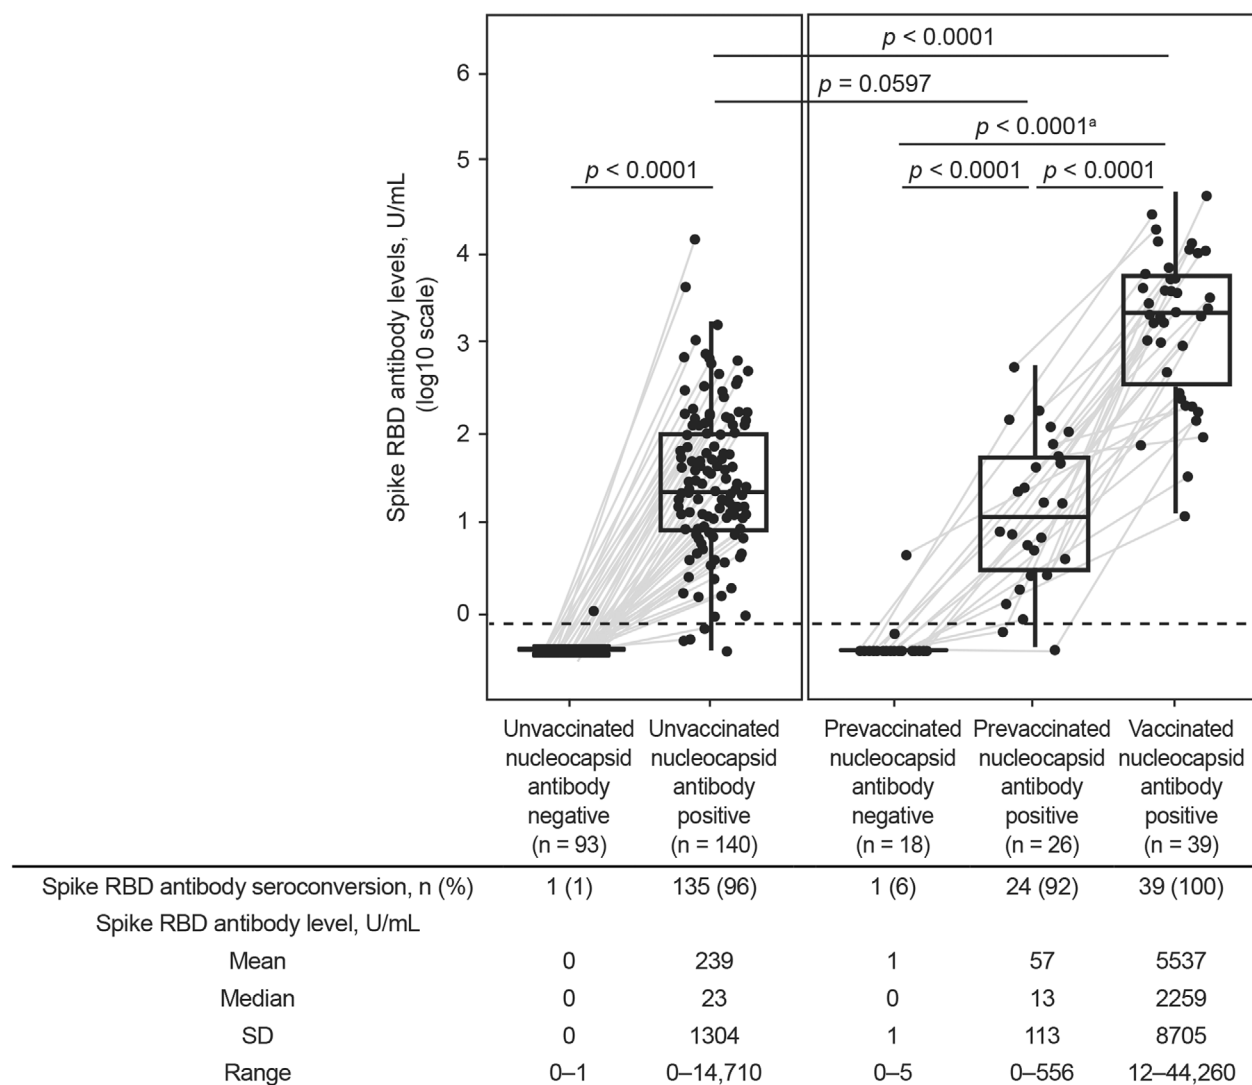 p < 0.0001
6
p = 0.0597
p < 0.0001ᵃ
5
p < 0.0001
p < 0.0001
p < 0.0001
Spike RBD antibody levels, U/mL
(log10 scale)
4
3
2
1
0
Unvaccinated Unvaccinated Prevaccinated Prevaccinated Vaccinated
nucleocapsid nucleocapsid nucleocapsid nucleocapsid nucleocapsid
antibody antibody antibody antibody antibody
negative positive negative positive positive
(n = 93) (n = 140) (n = 18) (n = 26) (n = 39)
Spike RBD antibody seroconversion, n (%) 1 (1) 135 (96) 1 (6) 24 (92) 39 (100)
Spike RBD antibody level, U/mL
Mean 0 239 1 57 5537
Median 0 23 0 13 2259
SD 0 1304 1 113 8705
Range 0–1 0–14,710 0–5 0–556 12–44,260